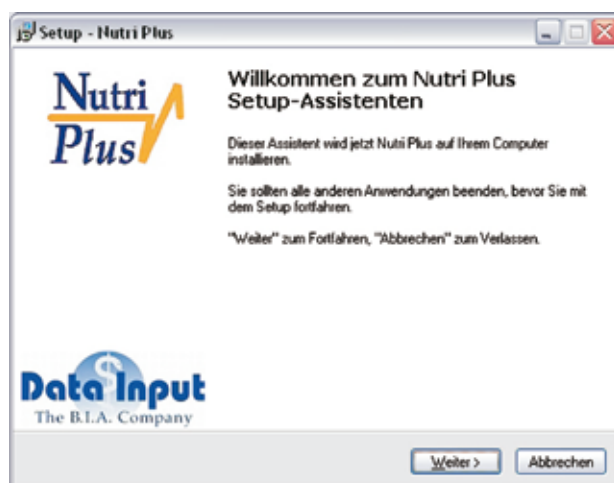 Setup - Nutri Plus
Nutri
Plus
Willkommen zum Nutri Plus
Setup-Assistenten
Dieser Assistent wird jetzt Nutri Plus auf Ihrem Computer
installieren.
Sie sollten alle anderen Anwendungen beenden, bevor Sie mit
dem Setup fortfahren.
"Weiter" zum Fortfahren, "Abbrechen" zum Verlassen.
Data Input
The B.I.A. Company
Weiter >
Abbrechen